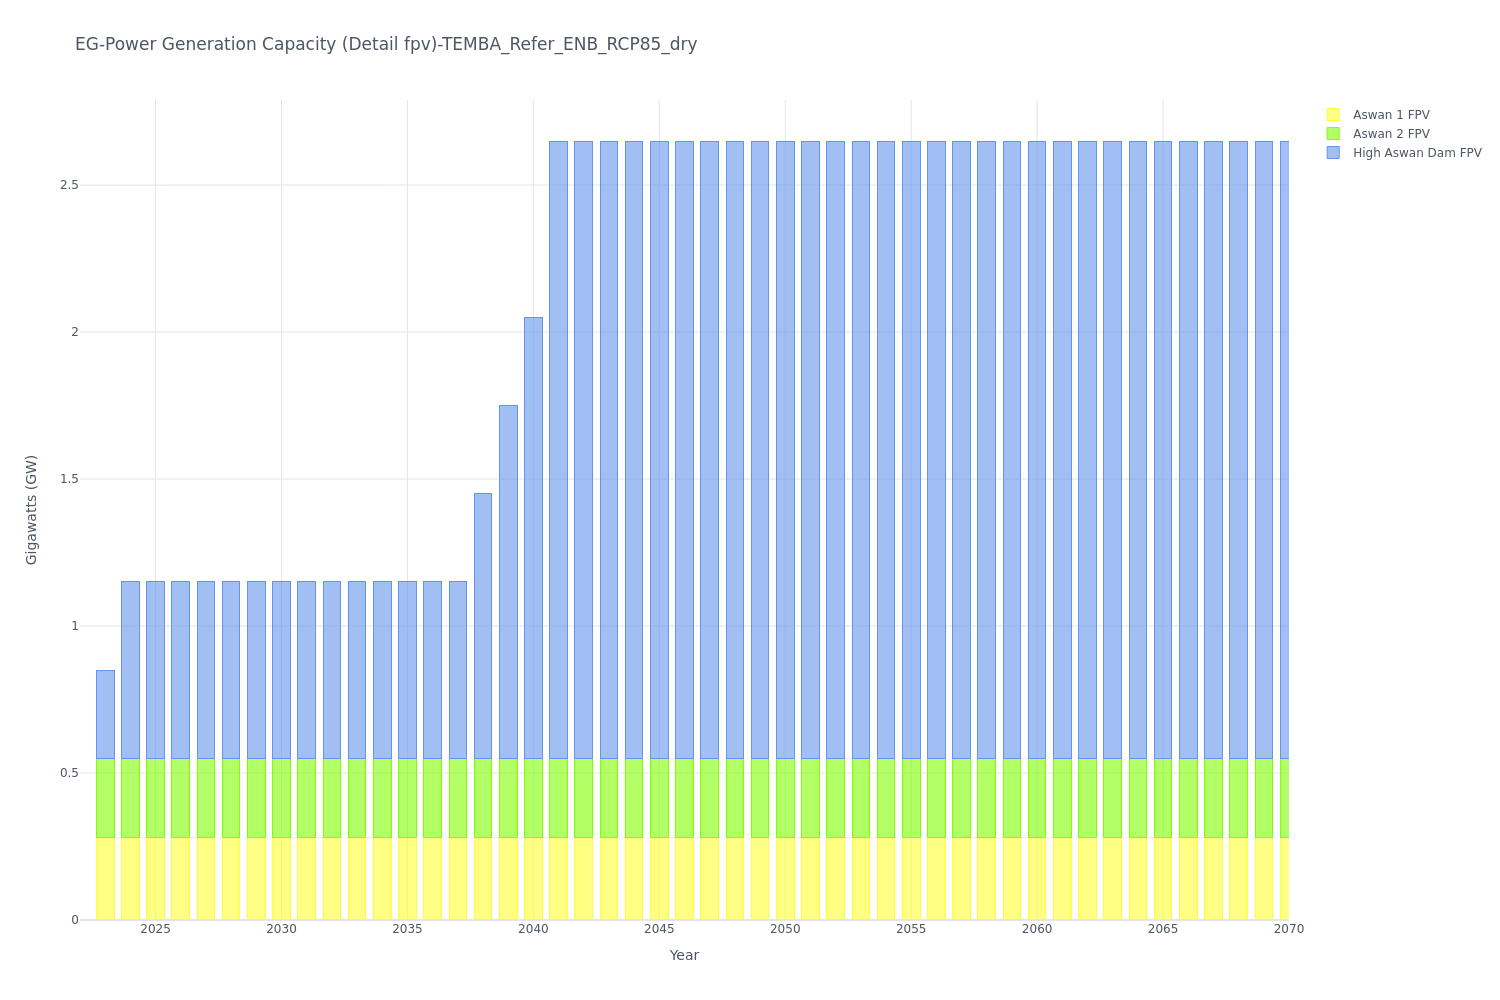 EG-Power Generation Capacity (Detail fpv)-TEMBA_Refer_ENB_RCP85_dry
Aswan 1 FPV
Aswan 2 FPV
High Aswan Dam FPV
2.5
2
1.5
1
0.5
0
Gigawatts (GW)
2025 2030 2035 2040 2045 2050 2055 2060 2065 2070
Year